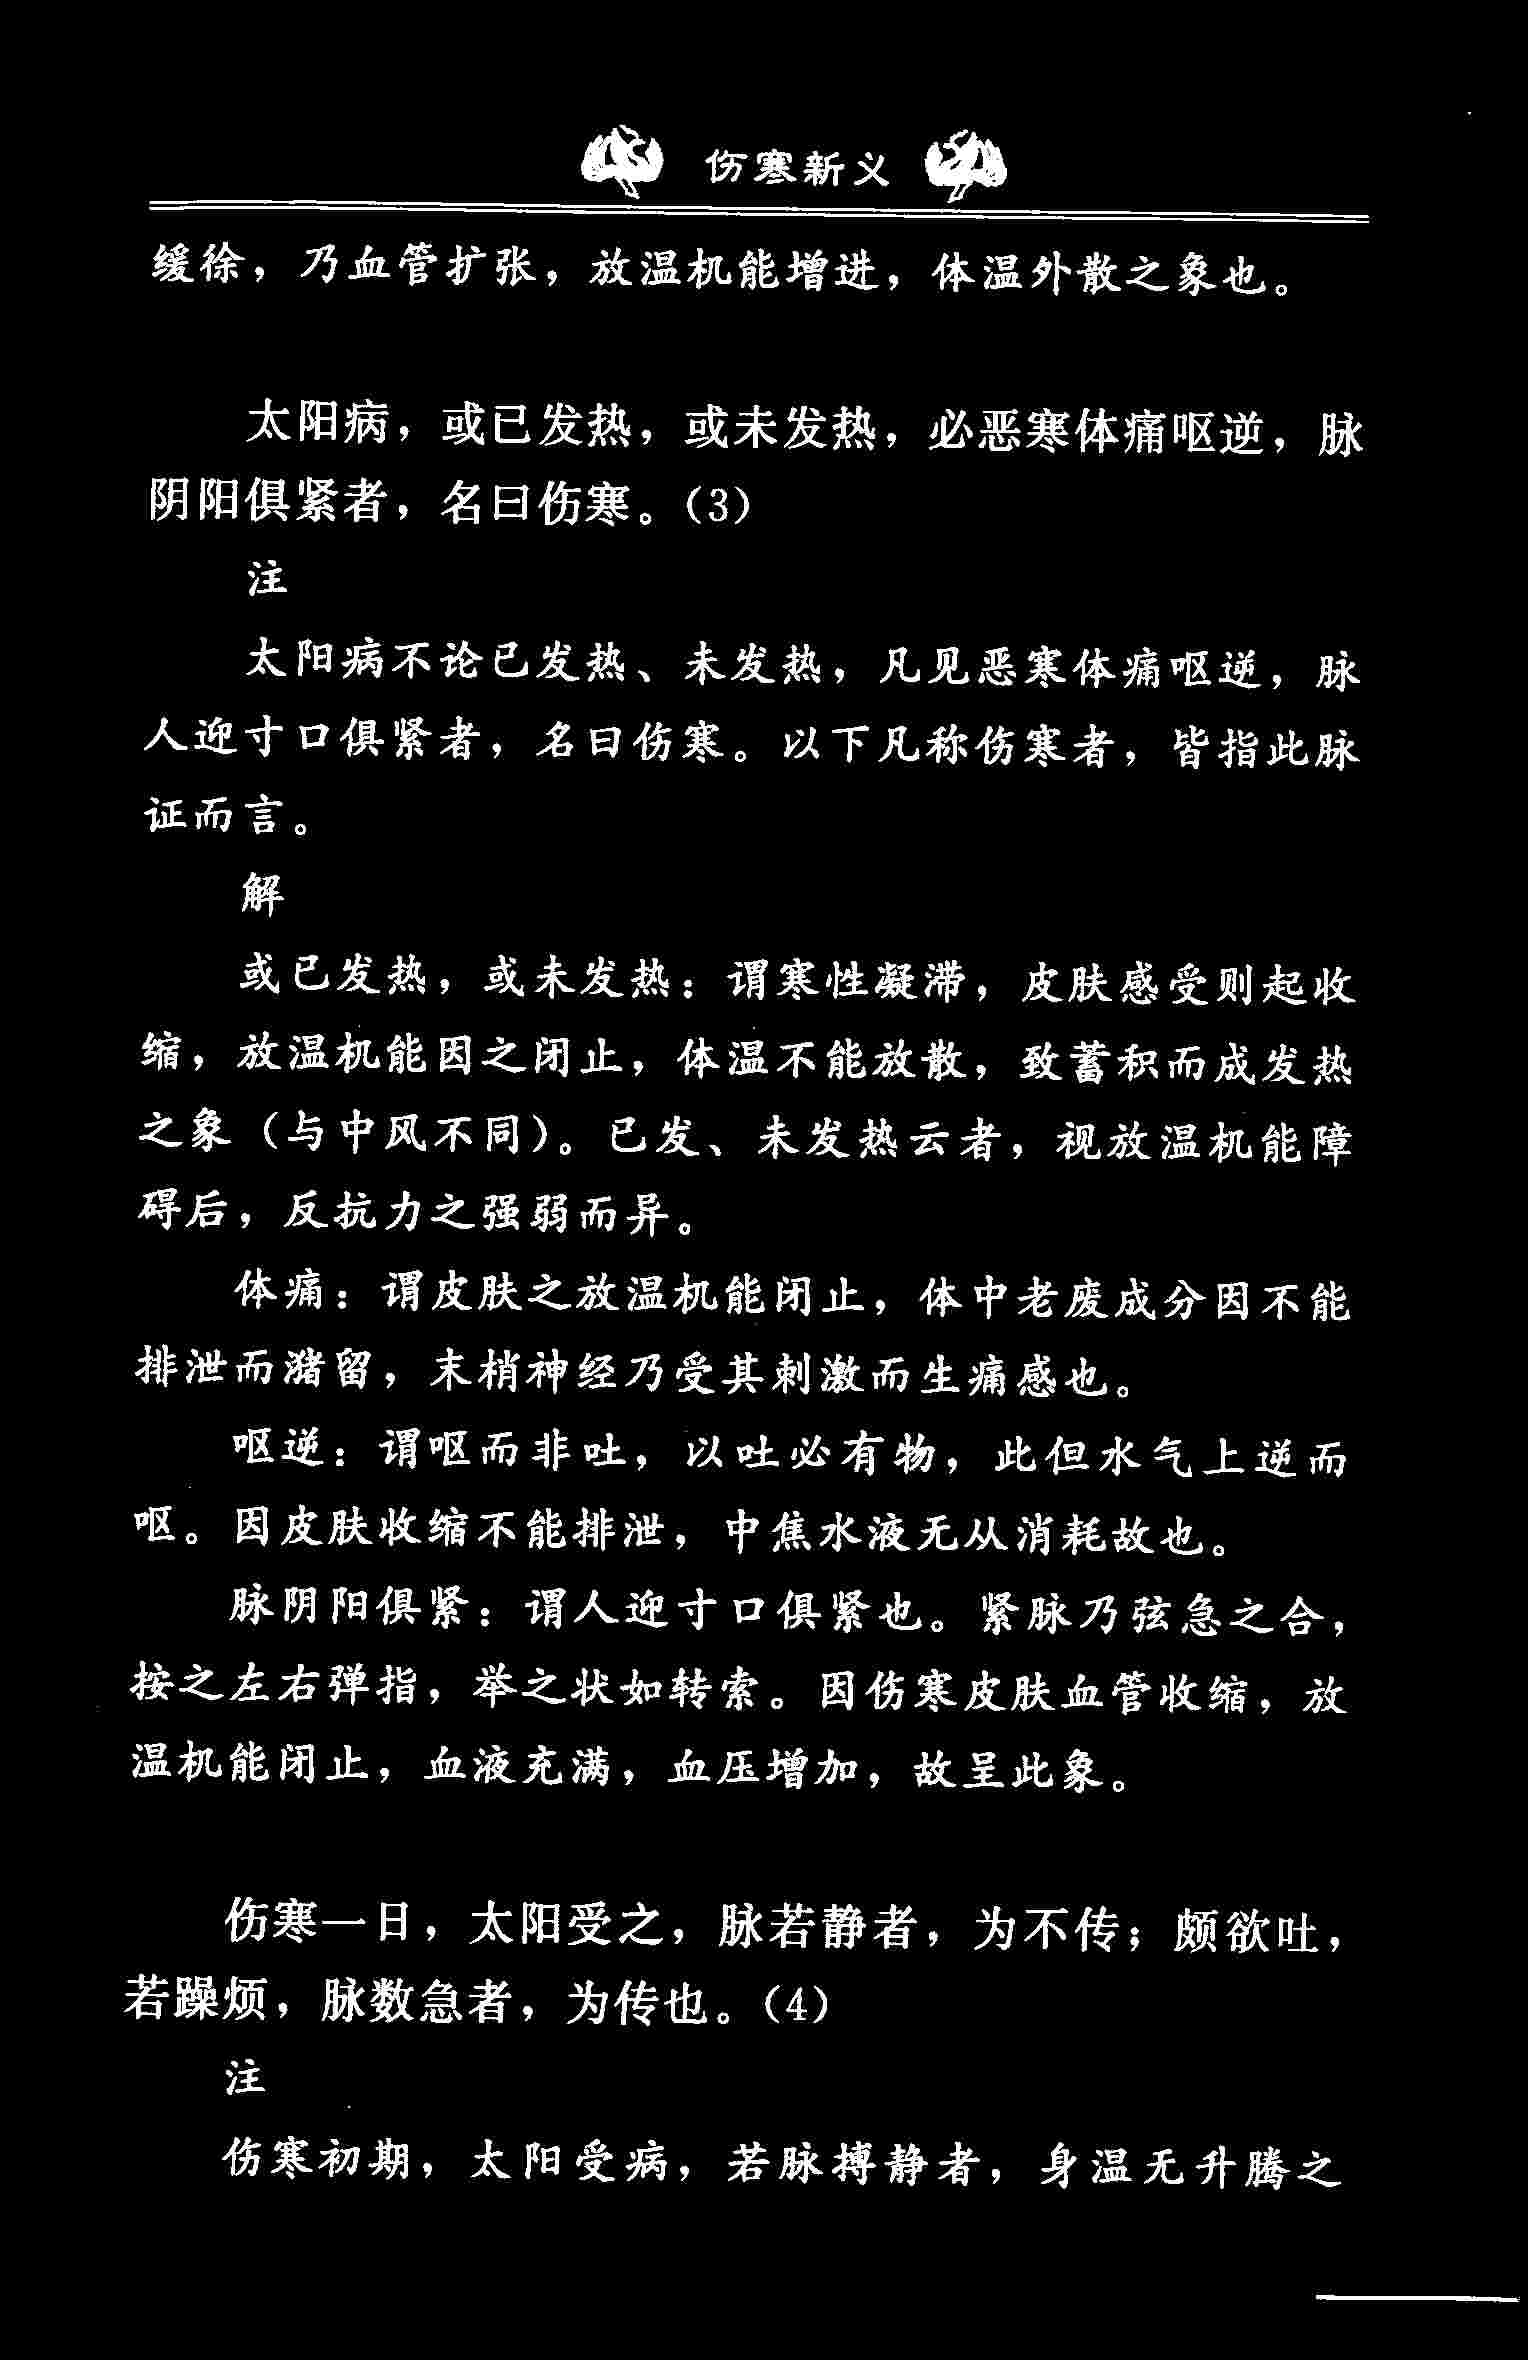 伤寒新义
缓徐，乃血管扩张，放温机能增进，体温外散之象也。
太阳病，或已发热，或未发热，必恶寒体痛呕逆，脉
阴阳俱紧者，名曰伤寒。(3)
注
太阳病不论已发热、未发热，凡见恶寒体痛呕逆，脉
人迎寸口俱紧者，名曰伤寒。以下凡称伤寒者，皆指此脉
证而言。
解
或已发热，或未发热：谓寒性凝滞，皮肤感受则起收
缩，放温机能因之闭止，体温不能放散，致蓄积而成发热
之象（与中风不同）。已发、未发热云者，视放温机能障
碍后，反抗力之强弱而异。
体痛：谓皮肤之放温机能闭止，体中老废成分因不能
排泄而潴留，末梢神经乃受其刺激而生痛感也。
呕逆：谓呕而非吐，以吐必有物，此但水气上逆而
呕。因皮肤收缩不能排泄，中焦水液无从消耗故也。
脉阴阳俱紧：谓人迎寸口俱紧也。紧脉乃弦急之合，
按之左右弹指，举之状如转索。因伤寒皮肤血管收缩，放
温机能闭止，血液充满，血压增加，故呈此象。
伤寒一日，太阳受之，脉若静者，为不传；颇欲吐，
若躁烦，脉数急者，为传也。(4)
注
伤寒初期，太阳受病，若脉搏静者，身温无升腾之